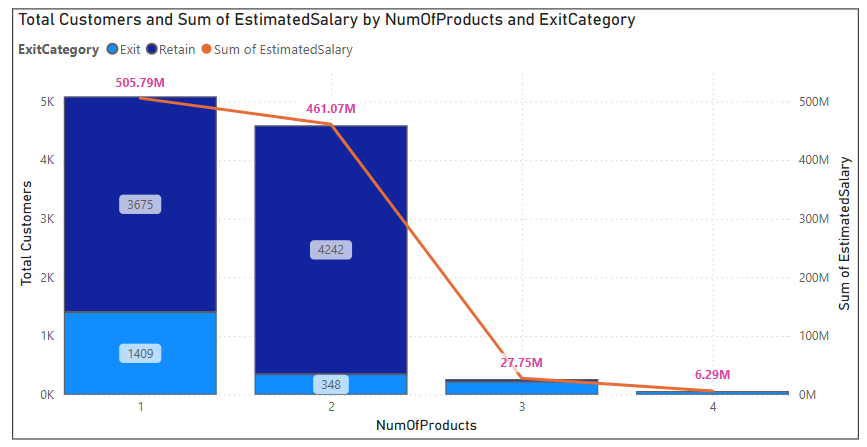 Total Customers and Sum of EstimatedSalary by NumOfProducts and ExitCategory
ExitCategory Exit Retain Sum of EstimatedSalary
505.79M
461.07M
27.75M
6.29M
5K
4K
3K
2K
1K
0K
Total Customers
3675
1409
4242
348
500M
400M
300M
200M
100M
0M
Sum of EstimatedSalary
1 2 3 4
NumOfProducts